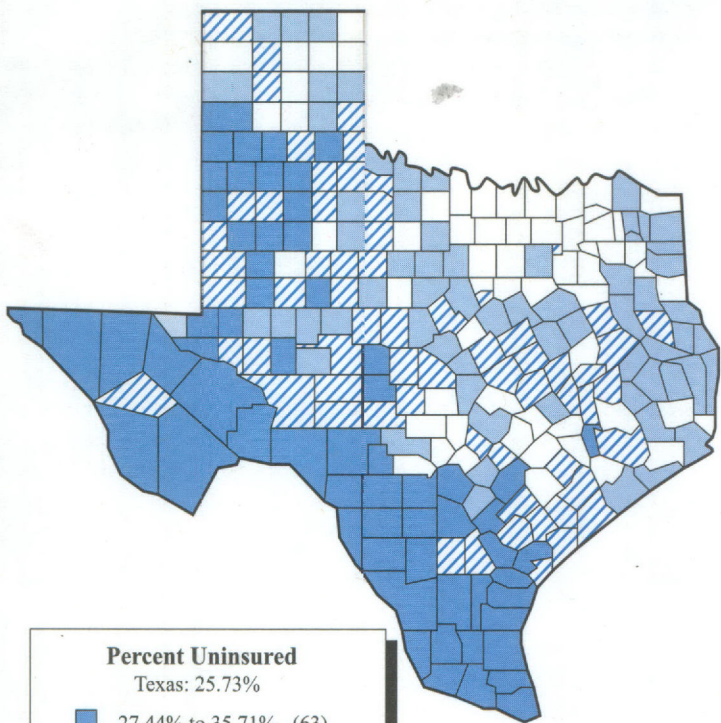 Percent Uninsured
Texas: 25.73%
27.44% to 35.71% (63)